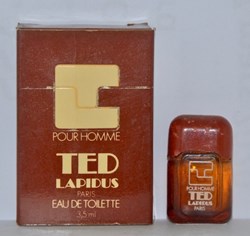 POUR HOMME
TED
LAPIDUS
PARIS
EAU DE TOILETTE
3,5 ml
POUR HOMME
TED
LAPIDUS
PARIS